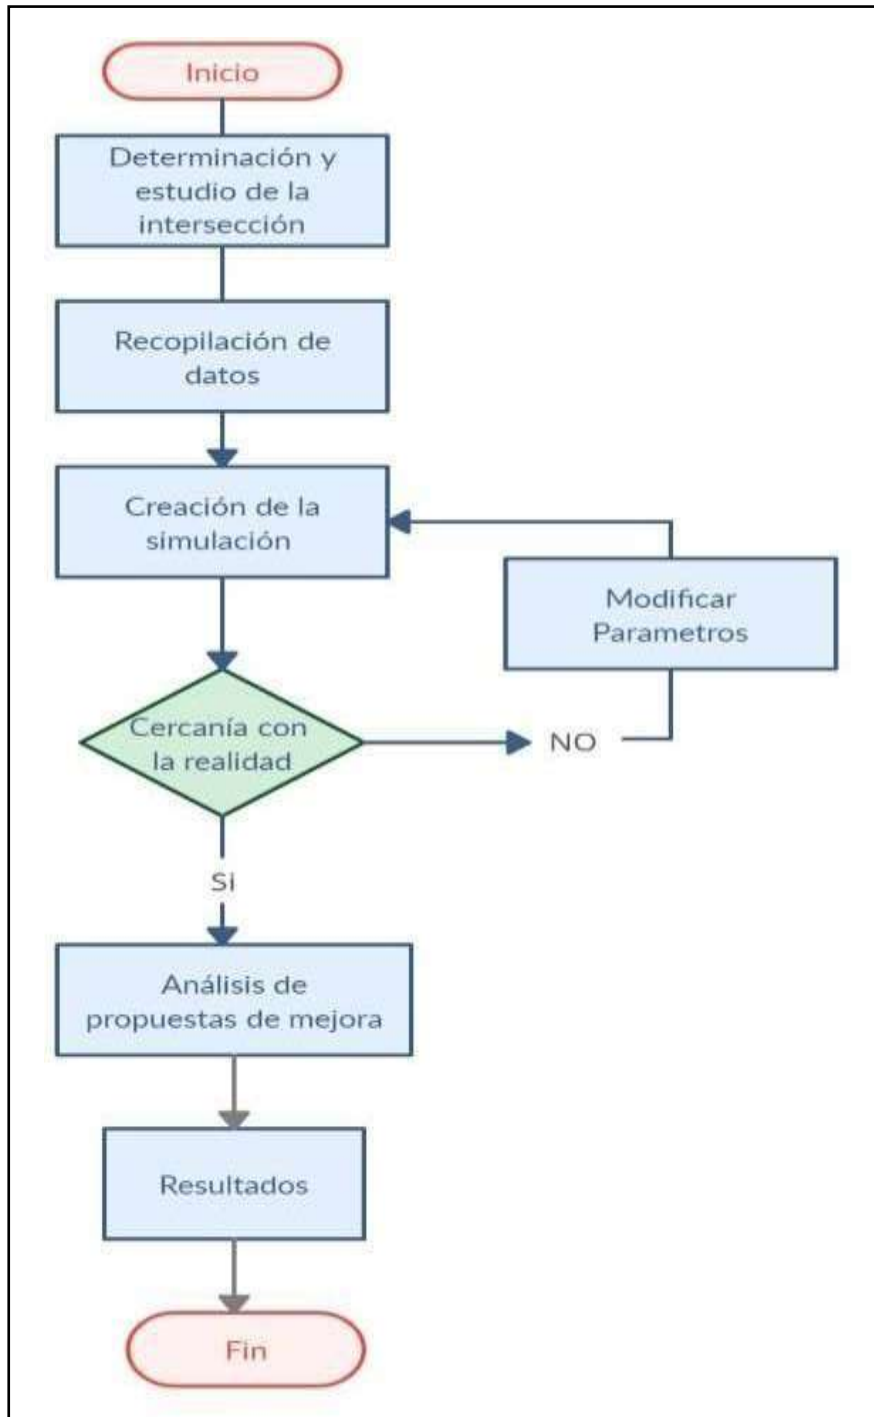 Inicio
Determinación y
estudio de la
intersección
Recopilación de
datos
Creación de la
simulación
Modificar
Parametros
Cercanía con
la realidad
NO
Si
Análisis de
propuestas de mejora
Resultados
Fin